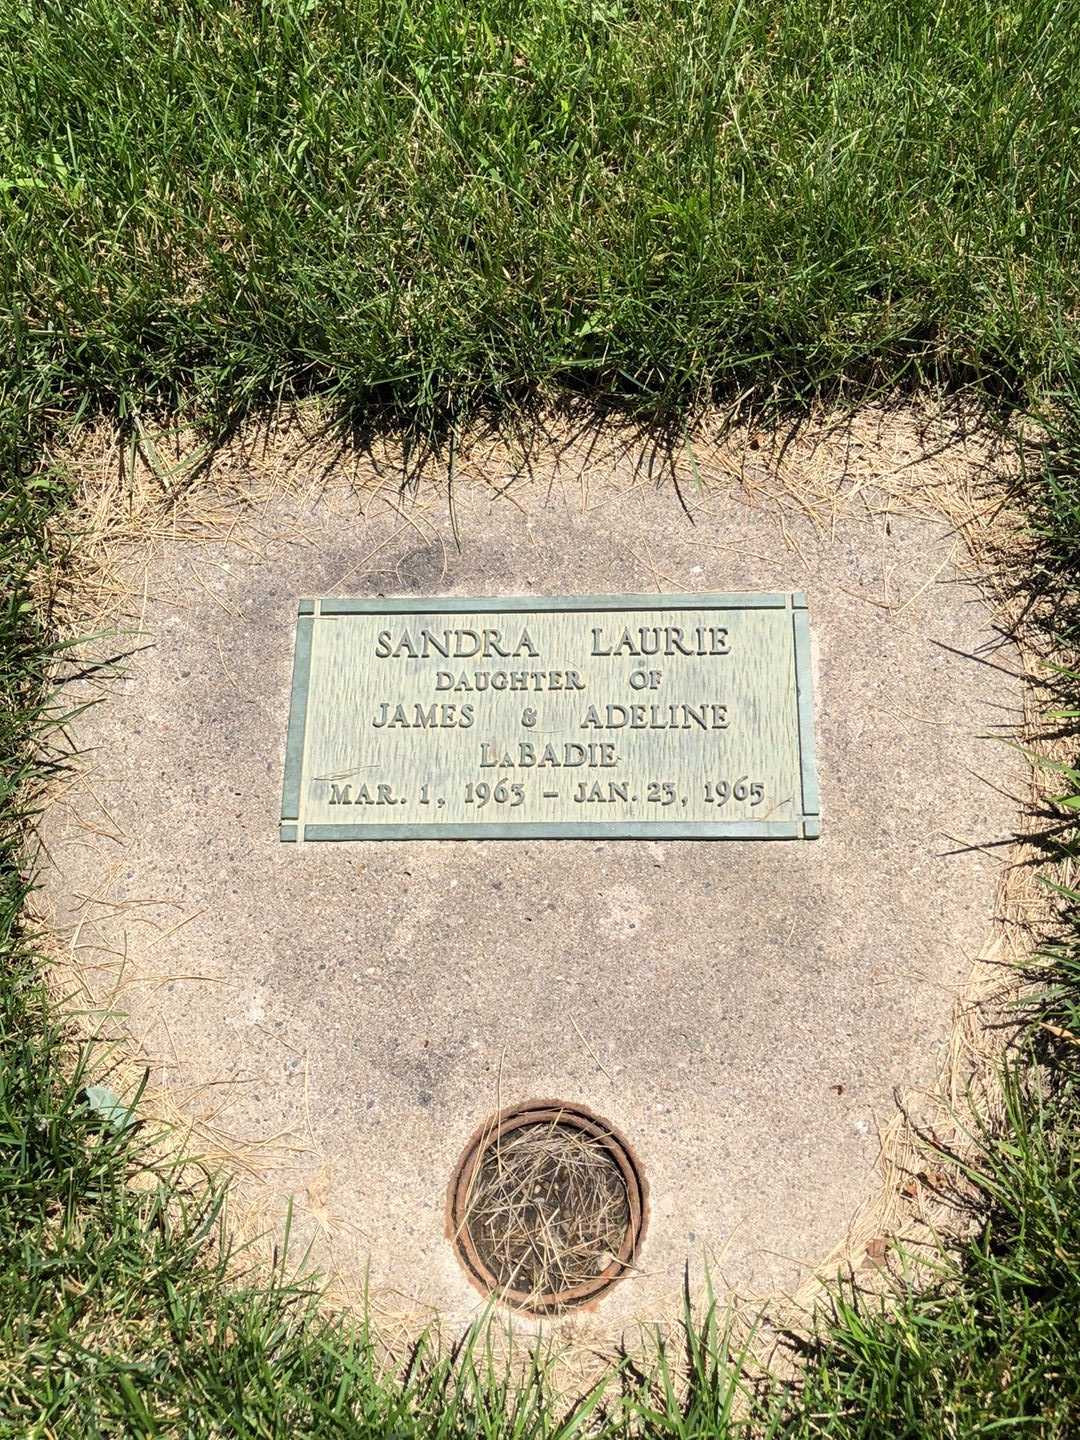 SANDRA LAURIE
DAUGHTER OF
JAMES & ADELINE
LABADIE
MAR. 1, 1963 – JAN. 23, 1965